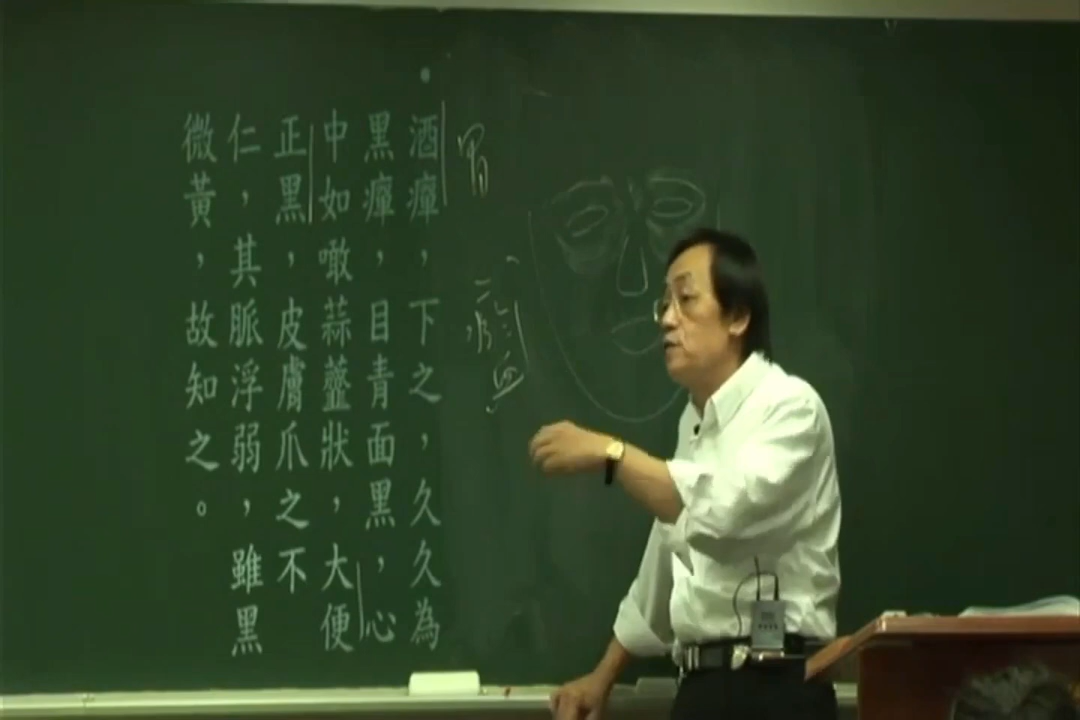 酒癉，下之，久久為
黑癉，目青面黑，心
中如噉蒜虀狀，大便
正黑，皮膚爪之不
仁，其脈浮弱，雖黑
微黃，故知之。
胃